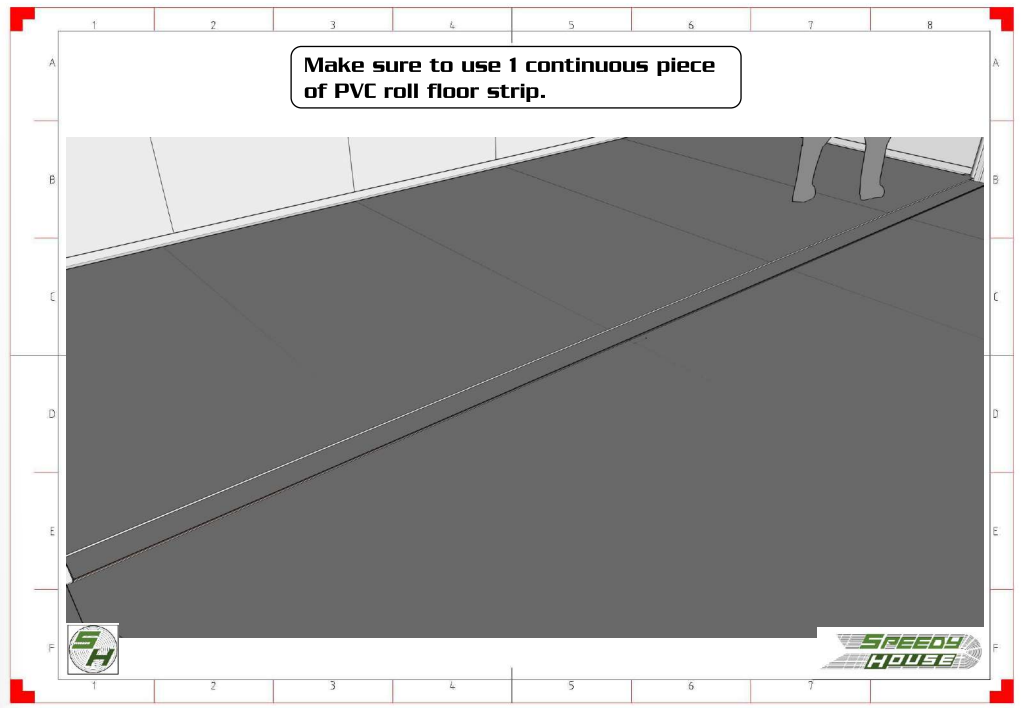 1 2 3 4 5 6 7 8
Make sure to use 1 continuous piece
of PVC roll floor strip.
A A
B B
C C
D D
E E
F F
SH
SPEEDY
HOUSE
1 2 3 4 5 6 7